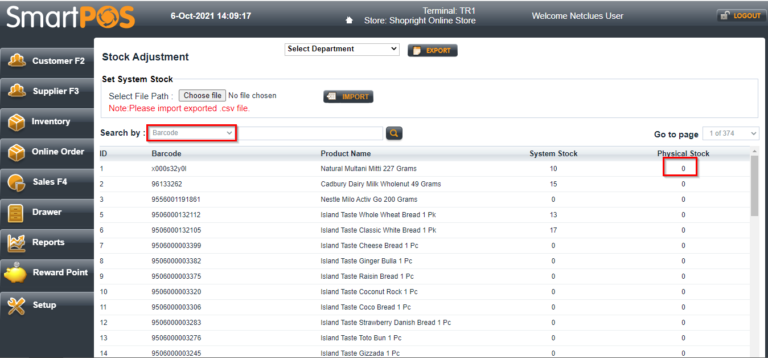 SmartPOS
6-Oct-2021 14:09:17
Terminal: TR1
Store: Shopright Online Store
Welcome Netclues User
LOGOUT
Customer F2
Supplier F3
Inventory
Online Order
Sales F4
Drawer
Reports
Reward Point
Setup
Stock Adjustment
Select Department
EXPORT
Set System Stock
Select File Path : Choose file No file chosen
IMPORT
Note Please import exported .csv file.
Search by : Barcode
Go to page 1 of 374
ID Barcode Product Name System Stock Physical Stock
1 x000s32y0l Natural Multani Mitti 227 Grams 10 0
2 96133262 Cadbury Dairy Milk Wholenut 49 Grams 15 0
3 9556001191861 Nestle Milo Activ Go 200 Grams 0 0
5 9506000132112 Island Taste Whole Wheat Bread 1 Pk 13 0
6 9506000132105 Island Taste Classic White Bread 1 Pk 17 0
7 9506000003399 Island Taste Cheese Bread 1 Pc 0 0
8 9506000003382 Island Taste Ginger Bulla 1 Pc 0 0
9 9506000003375 Island Taste Raisin Bread 1 Pc 0 0
10 9506000003320 Island Taste Coconut Rock 1 Pc 0 0
11 9506000003306 Island Taste Coco Bread 1 Pc 0 0
12 9506000003283 Island Taste Strawberry Danish Bread 1 Pc 0 0
13 9506000003276 Island Taste Toto Bun 1 Pc 0 0
14 9506000003245 Island Taste Gizzada 1 Pc 0 0